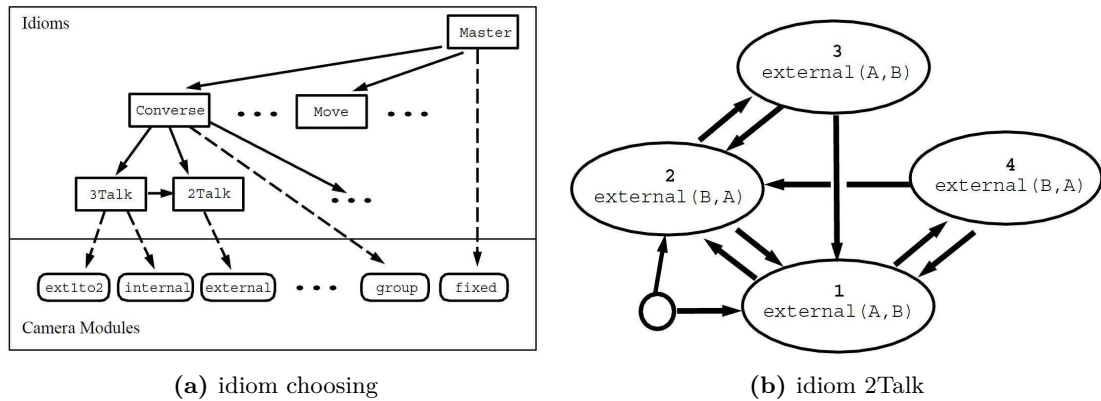 Idioms
Master
Converse
• • •
Move
• • •
3Talk
2Talk
• • •
ext1to2
internal
external
• • •
group
fixed
Camera Modules
(a) idiom choosing
3
external(A,B)
2
external(B,A)
4
external(B,A)
1
external(A,B)
(b) idiom 2Talk